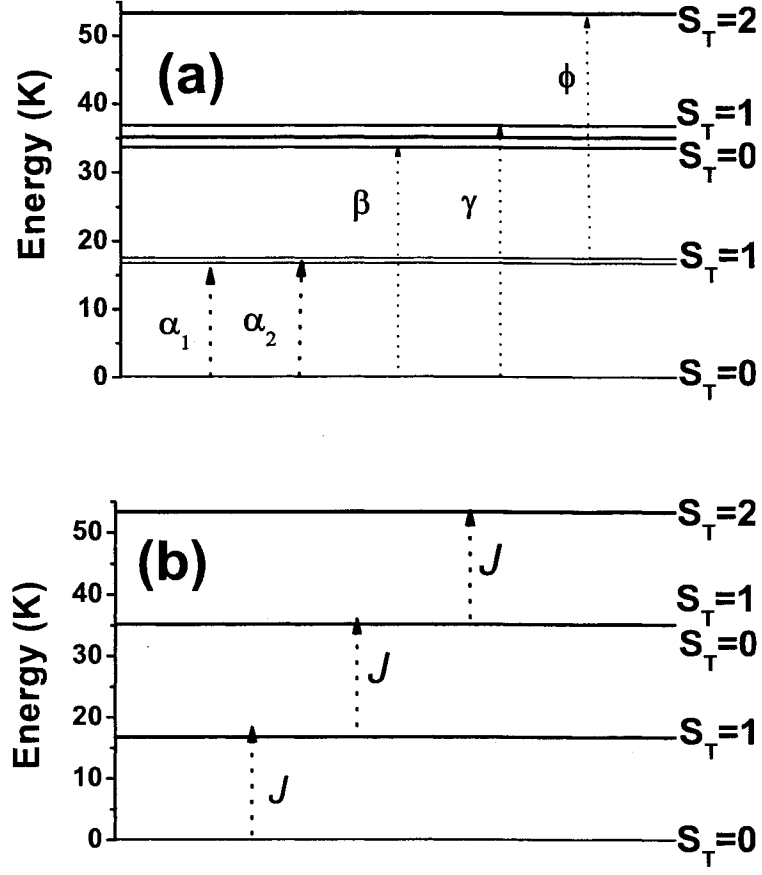 (a)
Energy (K)
50
40
30
20
10
0
S_T=2
S_T=1
S_T=0
S_T=1
S_T=0
ϕ
β
γ
α_1
α_2
(b)
Energy (K)
50
40
30
20
10
0
S_T=2
S_T=1
S_T=0
S_T=1
S_T=0
J
J
J